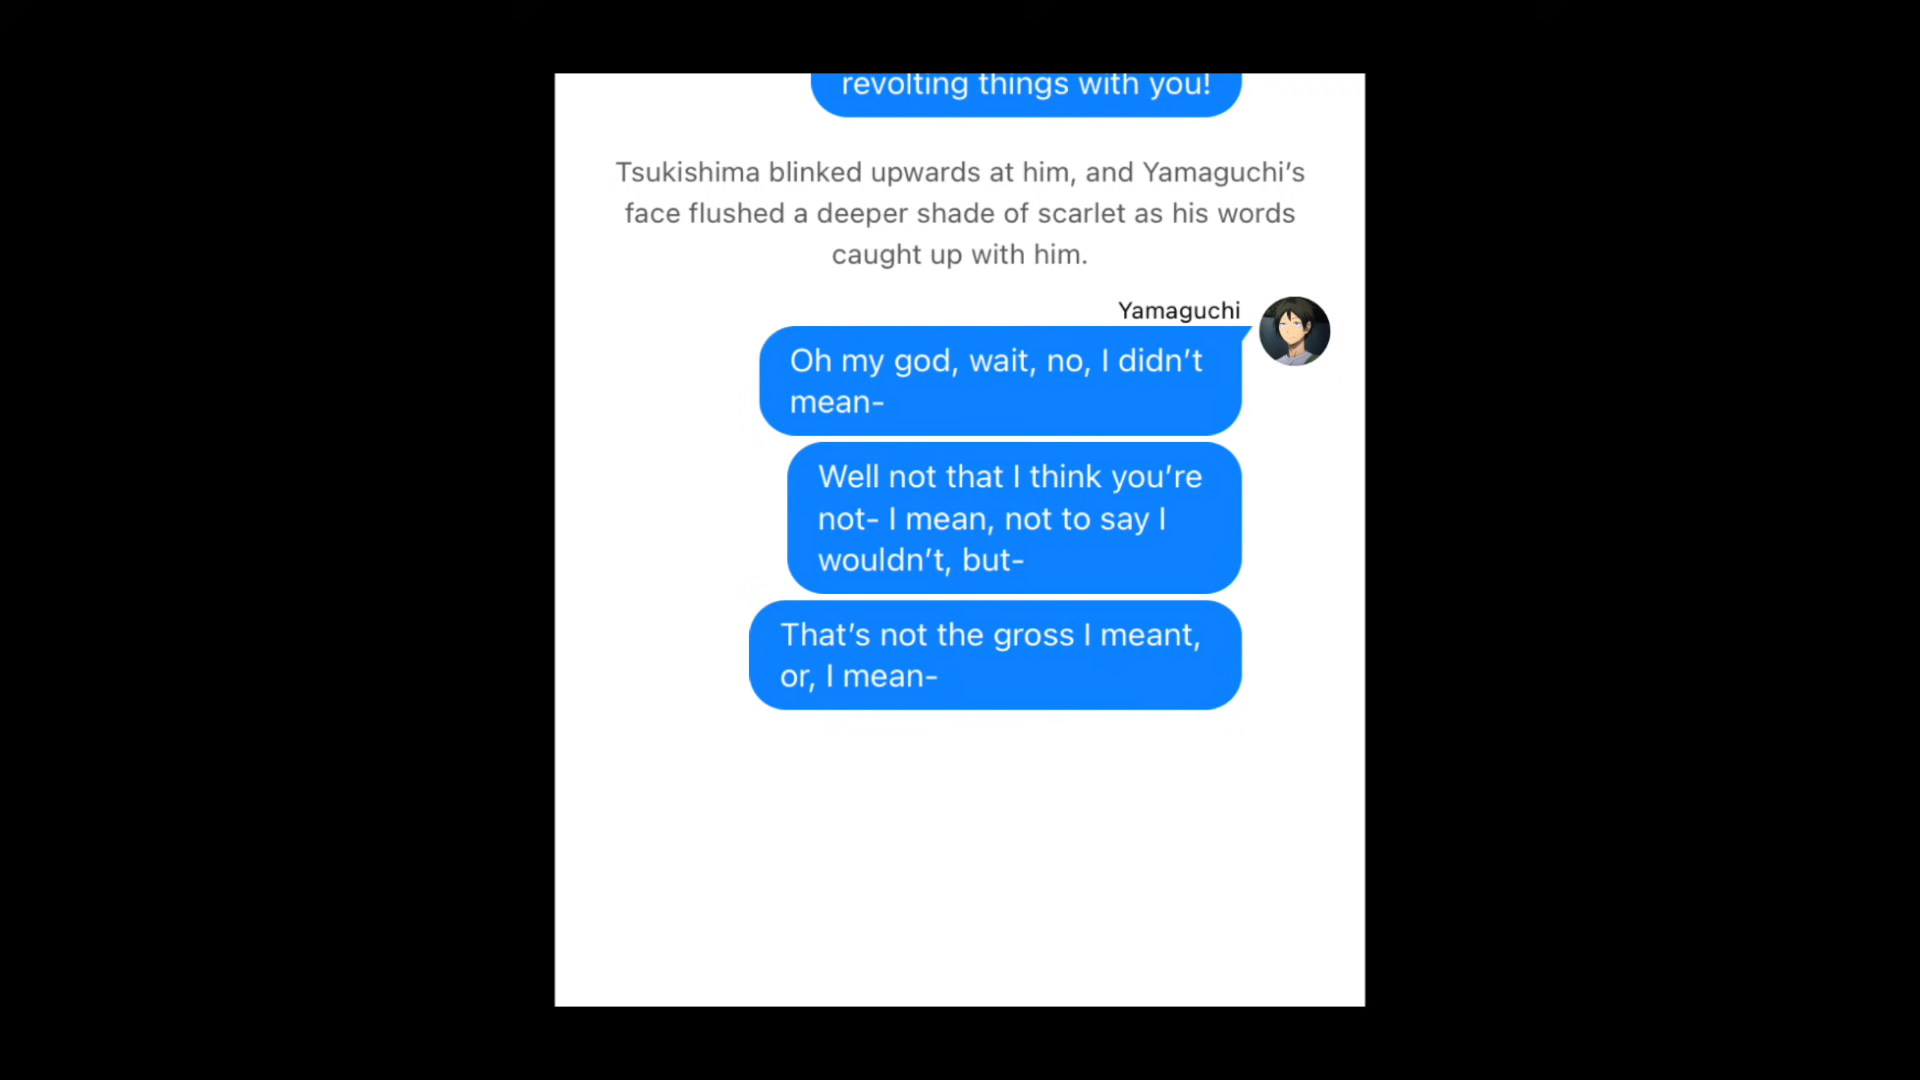 revolting things with you!
Tsukishima blinked upwards at him, and Yamaguchi’s
face flushed a deeper shade of scarlet as his words
caught up with him.
Yamaguchi
Oh my god, wait, no, I didn’t
mean-
Well not that I think you’re
not- I mean, not to say I
wouldn’t, but-
That’s not the gross I meant,
or, I mean-